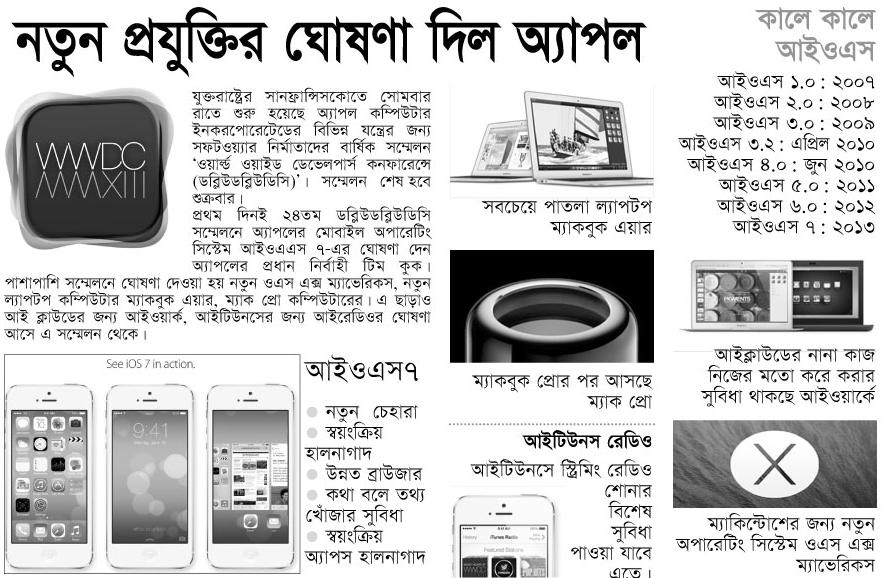 নতুন প্রযুক্তির ঘোষণা দিল অ্যাপল
WWDC
MMXIII
যুক্তরাষ্ট্রের সানফ্রান্সিসকোতে সোমবার
রাতে শুরু হয়েছে অ্যাপল কম্পিউটার
ইনকরপোরেটেডের বিভিন্ন যন্ত্রের জন্য
সফটওয়্যার নির্মাতাদের বার্ষিক সম্মেলন
‘ওয়ার্ল্ড ওয়াইড ডেভেলপার্স কনফারেন্সে
(ডব্লিউডব্লিউডিসি)’। সম্মেলন শেষ হবে
শুক্রবার।
প্রথম দিনই ২৪তম ডব্লিউডব্লিউডিসি
সম্মেলনে অ্যাপলের মোবাইল অপারেটিং
সিস্টেম আইওএএস ৭-এর ঘোষণা দেন
অ্যাপলের প্রধান নির্বাহী টিম কুক।
পাশাপাশি সম্মেলনে ঘোষণা দেওয়া হয় নতুন ওএস এক্স ম্যাভেরিকস, নতুন
ল্যাপটপ কম্পিউটার ম্যাকবুক এয়ার, ম্যাক প্রো কম্পিউটারের। এ ছাড়াও
আই ক্লাউডের জন্য আইওয়ার্ক, আইটিউনসের জন্য আইরেডিওর ঘোষণা
আসে এ সম্মেলন থেকে।
See iOS 7 in action.
9:41
আইওএস৭
নতুন চেহারা
স্বয়ংক্রিয়
হালনাগাদ
উন্নত ব্রাউজার
কথা বলে তথ্য
খোঁজার সুবিধা
স্বয়ংক্রিয়
অ্যাপস হালনাগাদ
সবচেয়ে পাতলা ল্যাপটপ
ম্যাকবুক এয়ার
ম্যাকবুক প্রোর পর আসছে
ম্যাক প্রো
আইটিউনস রেডিও
আইটিউনসে স্ট্রিমিং রেডিও
শোনার
বিশেষ
সুবিধা
পাওয়া যাবে
এতে।
History
iTunes Radio
Featured Stations
কালে কালে
আইওএস
আইওএস ১.০ : ২০০৭
আইওএস ২.০ : ২০০৮
আইওএস ৩.০ : ২০০৯
আইওএস ৩.২ : এপ্রিল ২০১০
আইওএস ৪.০ : জুন ২০১০
আইওএস ৫.০ : ২০১১
আইওএস ৬.০ : ২০১২
আইওএস ৭ : ২০১৩
PIGMENTS
আইক্লাউডের নানা কাজ
নিজের মতো করে করার
সুবিধা থাকছে আইওয়ার্কে
X
ম্যাকিন্টোশের জন্য নতুন
অপারেটিং সিস্টেম ওএস এক্স
ম্যাভেরিকস